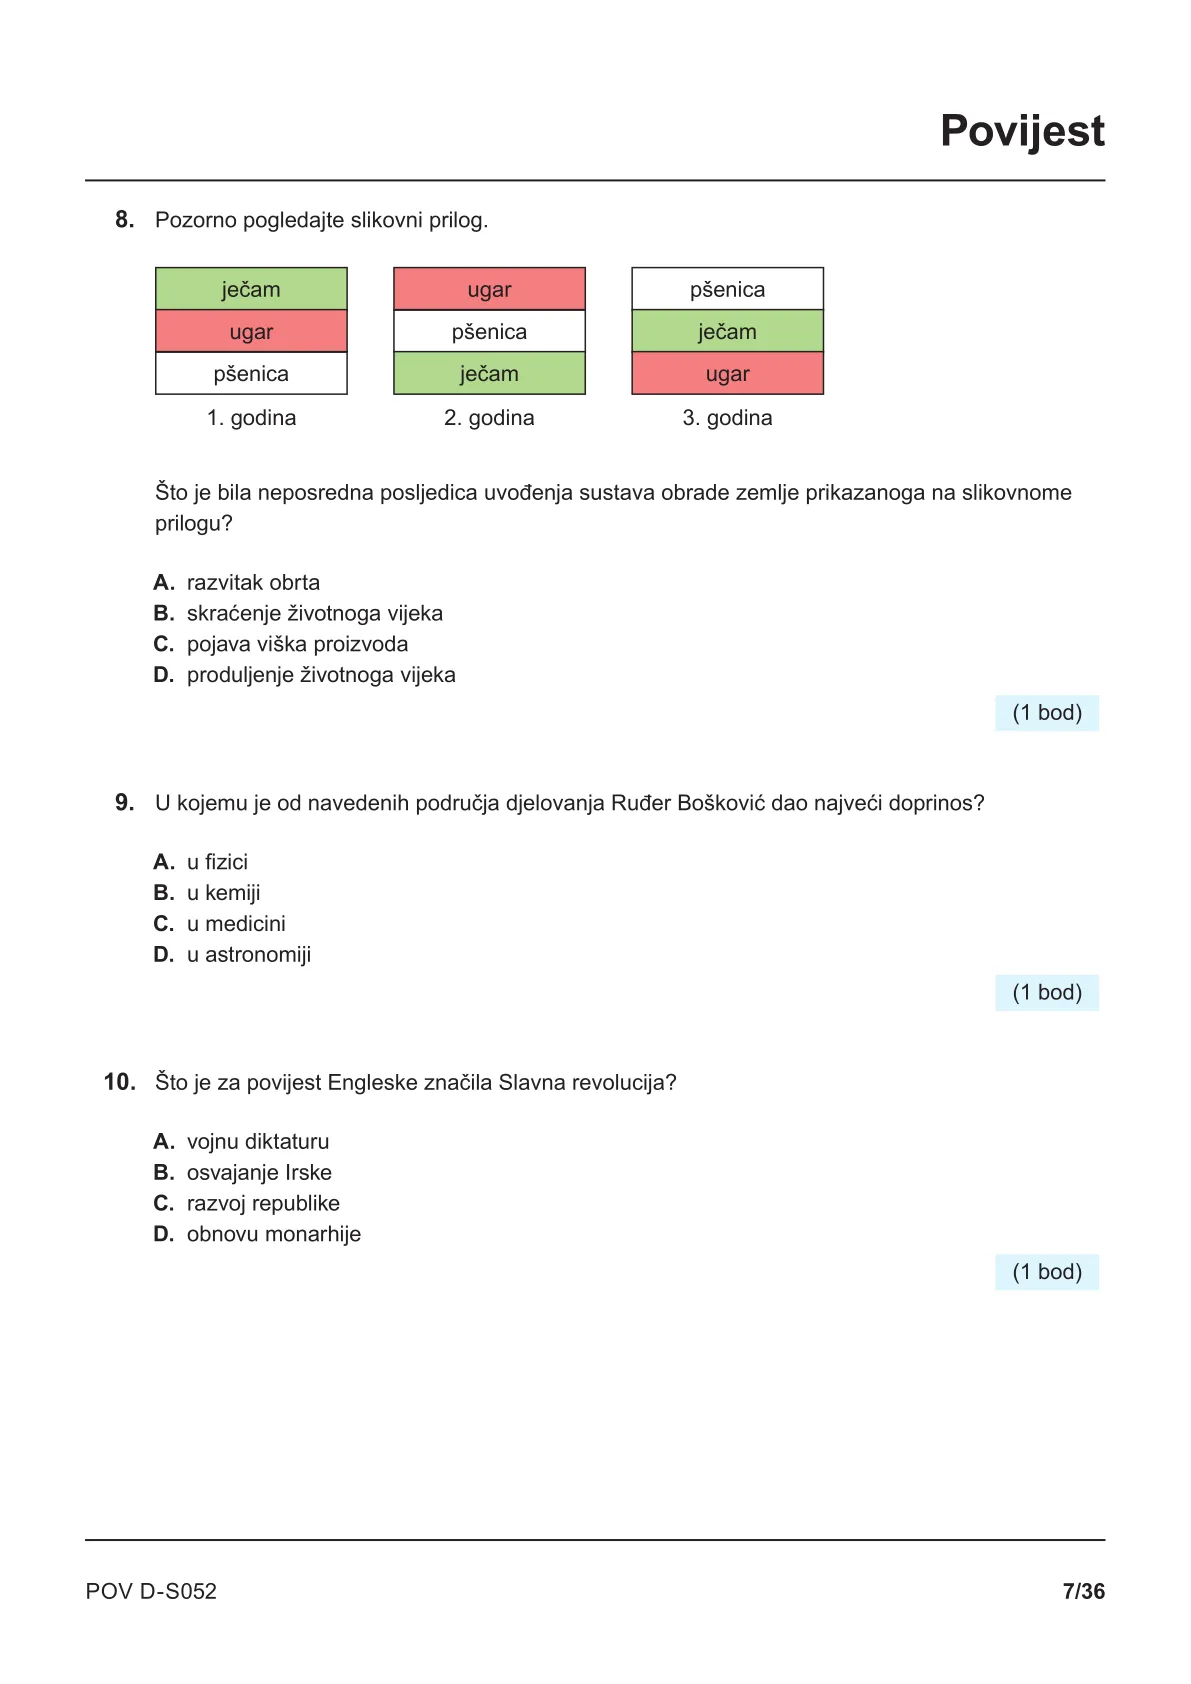 Povijest
8. Pozorno pogledajte slikovni prilog.
ječam ugar pšenica
ugar pšenica ječam
pšenica ječam ugar
1. godina 2. godina 3. godina
Što je bila neposredna posljedica uvođenja sustava obrade zemlje prikazanoga na slikovnome
prilogu?
A. razvitak obrta
B. skraćenje životnoga vijeka
C. pojava viška proizvoda
D. produljenje životnoga vijeka
(1 bod)
9. U kojemu je od navedenih područja djelovanja Ruđer Bošković dao najveći doprinos?
A. u fizici
B. u kemiji
C. u medicini
D. u astronomiji
(1 bod)
10. Što je za povijest Engleske značila Slavna revolucija?
A. vojnu diktaturu
B. osvajanje Irske
C. razvoj republike
D. obnovu monarhije
(1 bod)
POV D-S052 7/36